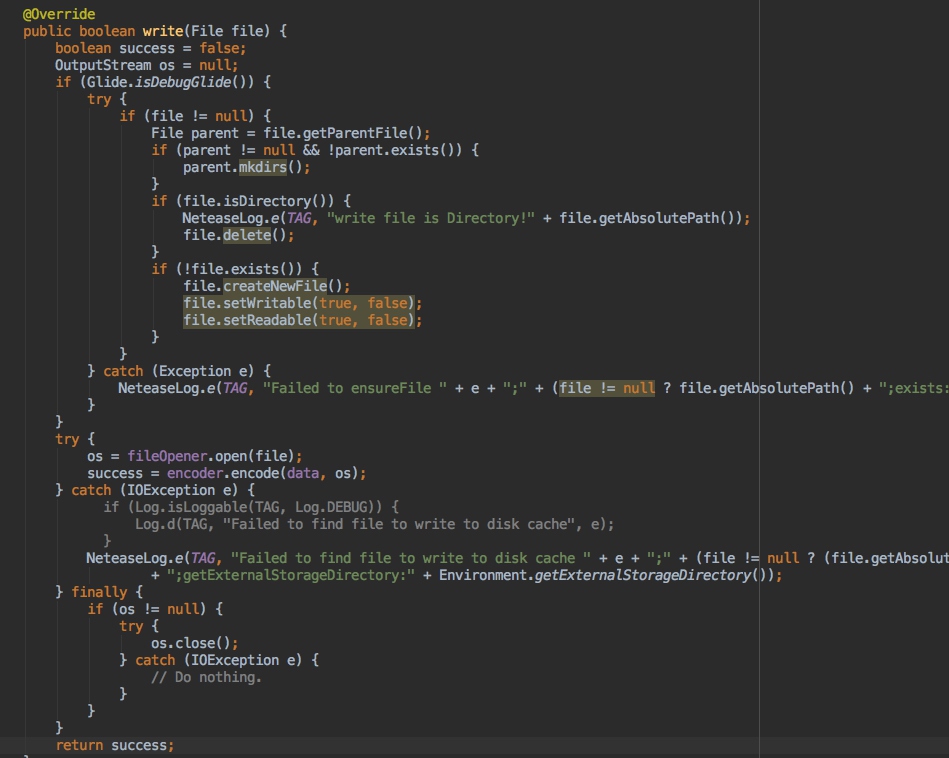 @Override
public boolean write(File file) {
    boolean success = false;
    OutputStream os = null;
    if (Glide.isDebugGlide()) {
        try {
            if (file != null) {
                File parent = file.getParentFile();
                if (parent != null && !parent.exists()) {
                    parent.mkdirs();
                }
                if (file.isDirectory()) {
                    NeteaseLog.e(TAG, "write file is Directory!" + file.getAbsolutePath());
                    file.delete();
                }
                if (!file.exists()) {
                    file.createNewFile();
                    file.setWritable(true, false);
                    file.setReadable(true, false);
                }
            }
        } catch (Exception e) {
            NeteaseLog.e(TAG, "Failed to ensureFile " + e + ";" + (file != null ? file.getAbsolutePath() + ";exists:
        }
    }
    try {
        os = fileOpener.open(file);
        success = encoder.encode(data, os);
    } catch (IOException e) {
          if (Log.isLoggable(TAG, Log.DEBUG)) {
              Log.d(TAG, "Failed to find file to write to disk cache", e);
          }
        NeteaseLog.e(TAG, "Failed to find file to write to disk cache " + e + ";" + (file != null ? (file.getAbsolut
                + ";getExternalStorageDirectory:" + Environment.getExternalStorageDirectory());
    } finally {
        if (os != null) {
            try {
                os.close();
            } catch (IOException e) {
                // Do nothing.
            }
        }
    }
    return success;